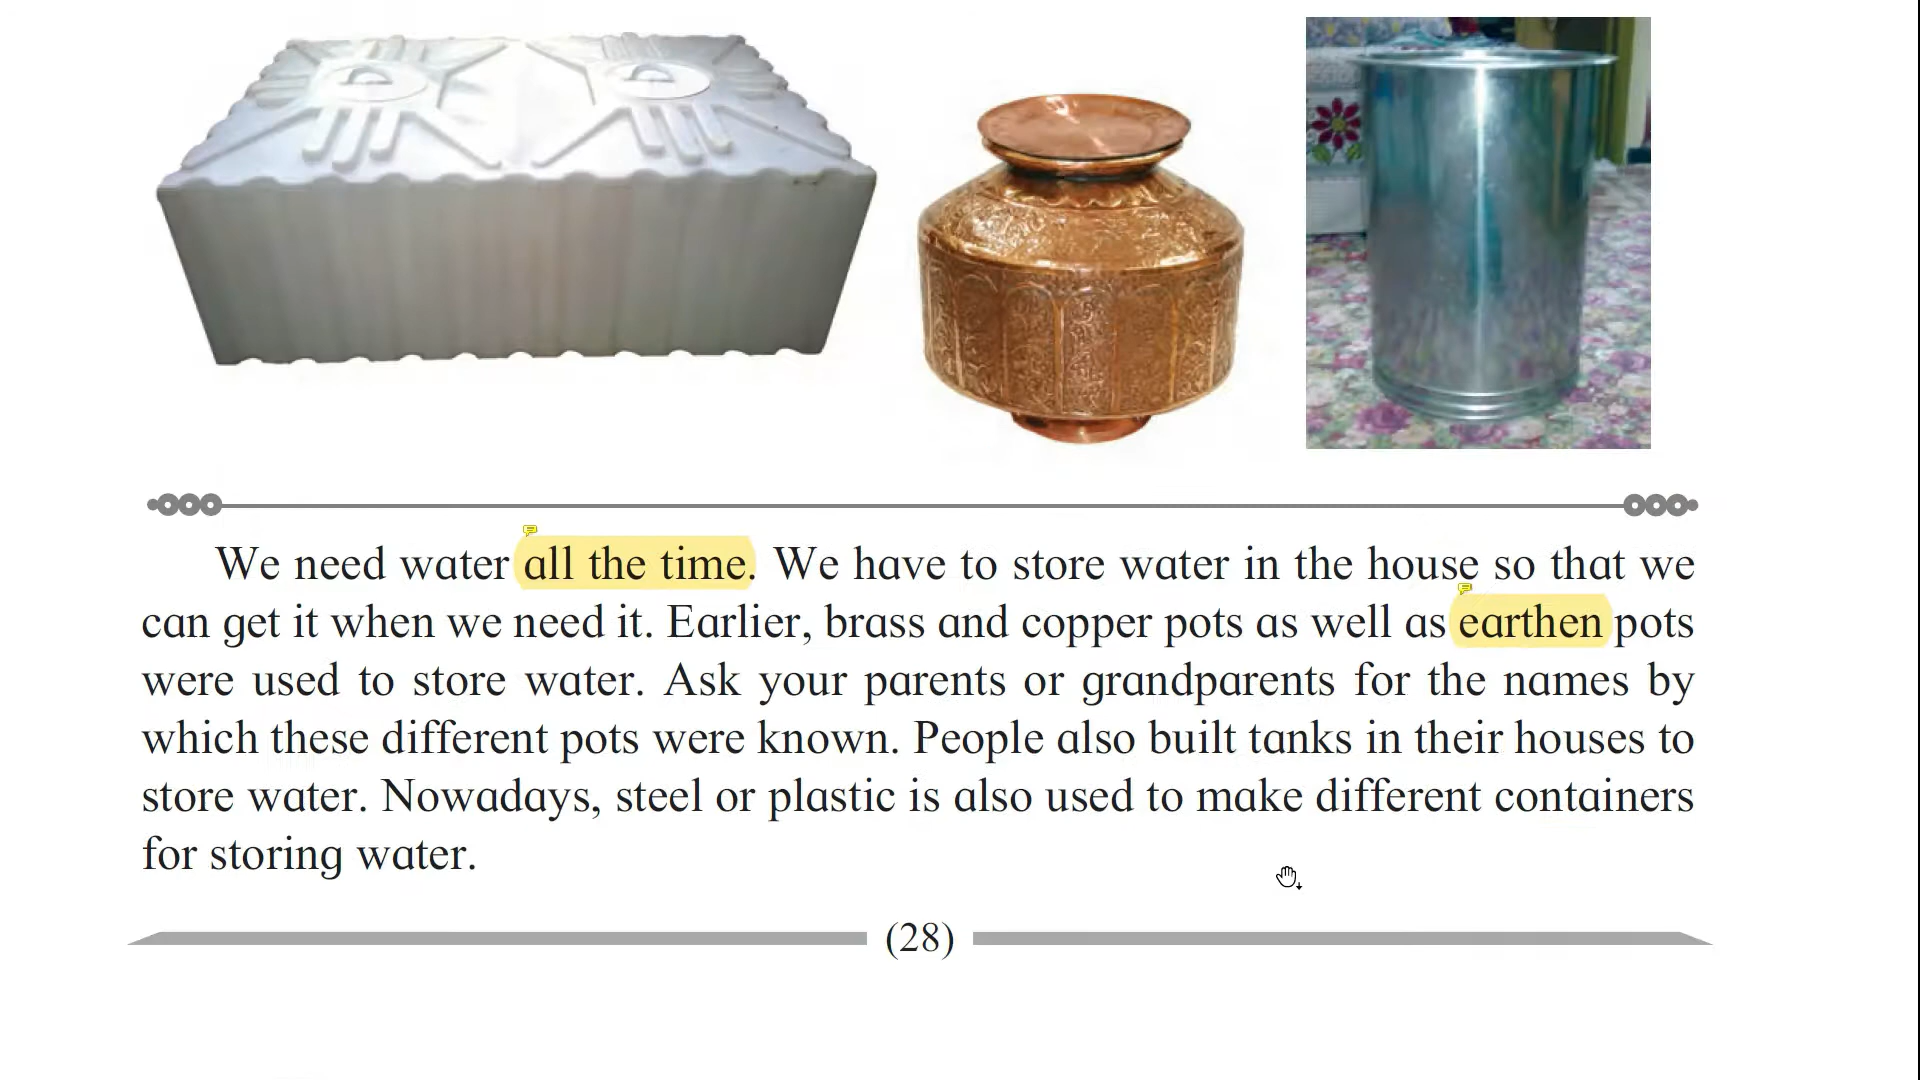 We need water all the time. We have to store water in the house so that we
can get it when we need it. Earlier, brass and copper pots as well as earthen pots
were used to store water. Ask your parents or grandparents for the names by
which these different pots were known. People also built tanks in their houses to
store water. Nowadays, steel or plastic is also used to make different containers
for storing water.
(28)